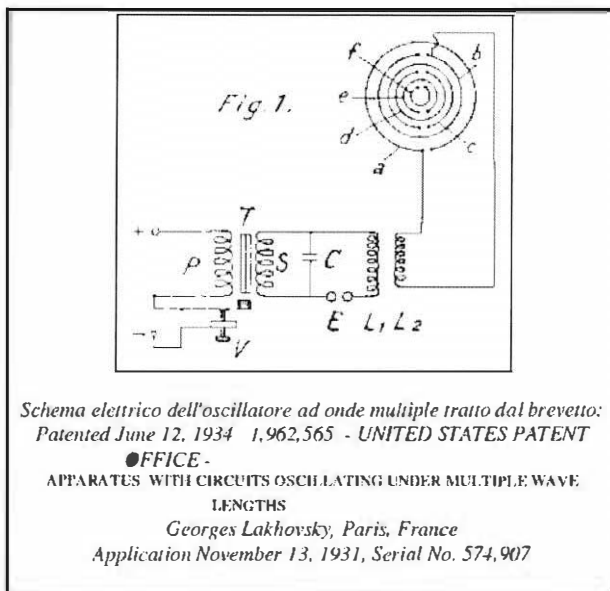 Fig. 1.
f
b
e
d
c
a
T
+
P
S
C
E
L1 L2
-
V
Schema elettrico dell'oscillatore ad onde multiple tratto dal brevetto:
Patented June 12, 1934 1,962,565 - UNITED STATES PATENT
OFFICE -
APPARATUS WITH CIRCUITS OSCILLATING UNDER MULTIPLE WAVE
LENGTHS
Georges Lakhovsky, Paris, France
Application November 13, 1931, Serial No. 574,907